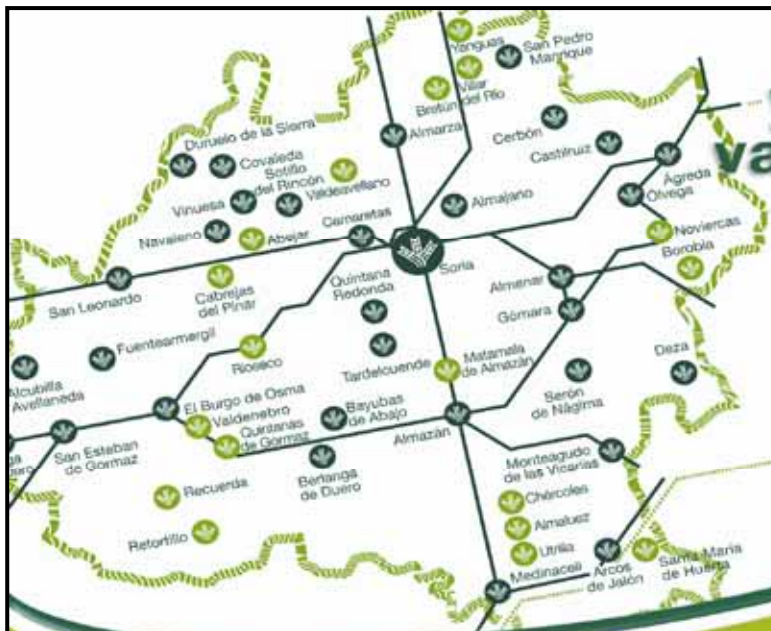 Yanguas
San Pedro
Manrique
Villar
del Río
Bretún
Almarza
Cerbón
Castilruiz
Duruelo de la Sierra
Covaleda
Sotillo
del Rincón
Valdeavellano
Vinuesa
Almajano
Ágreda
Ólvega
va
Navaleno
Abejar
Camaretas
Noviercas
Borobia
Soria
San Leonardo
Cabrejas
del Pinar
Quintana
Redonda
Almenar
Gómara
Fuentearmergil
Rioseco
Tardelcuende
Matamala
de Almazán
Deza
Alcubilla
Avellaneda
El Burgo de Osma
Valdenebro
Quintanas
de Gormaz
Bayubas
de Abajo
Serón
de Nágima
Almazán
San Esteban
de Gormaz
Berlanga
de Duero
Monteagudo
de las Vicarías
Recuerda
Chércoles
Almaluez
Utrilla
Retortillo
Medinaceli
Arcos
de Jalón
Santa María
de Huerta